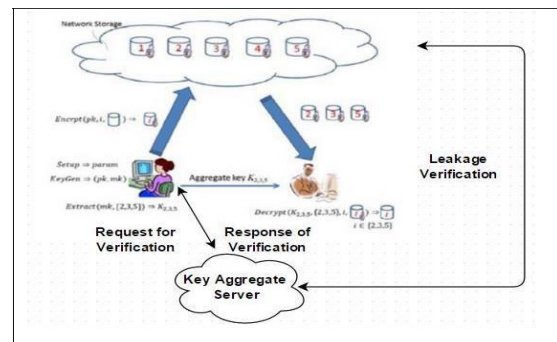 Network Storage
1 2 3 4 5
Encrpt(pk, i, ) ⇒ i
2 3 5
Setup ⇒ param
KeyGen ⇒ (pk, mk)
Aggregate key K2,3,5
Extract(mk, {2,3,5}) ⇒ K2,3,5
Decrypt(K2,3,5, {2,3,5}, i, i) ⇒ i
i ∈ {2,3,5}
Leakage
Verification
Request for
Verification
Response of
Verification
Key Aggregate
Server